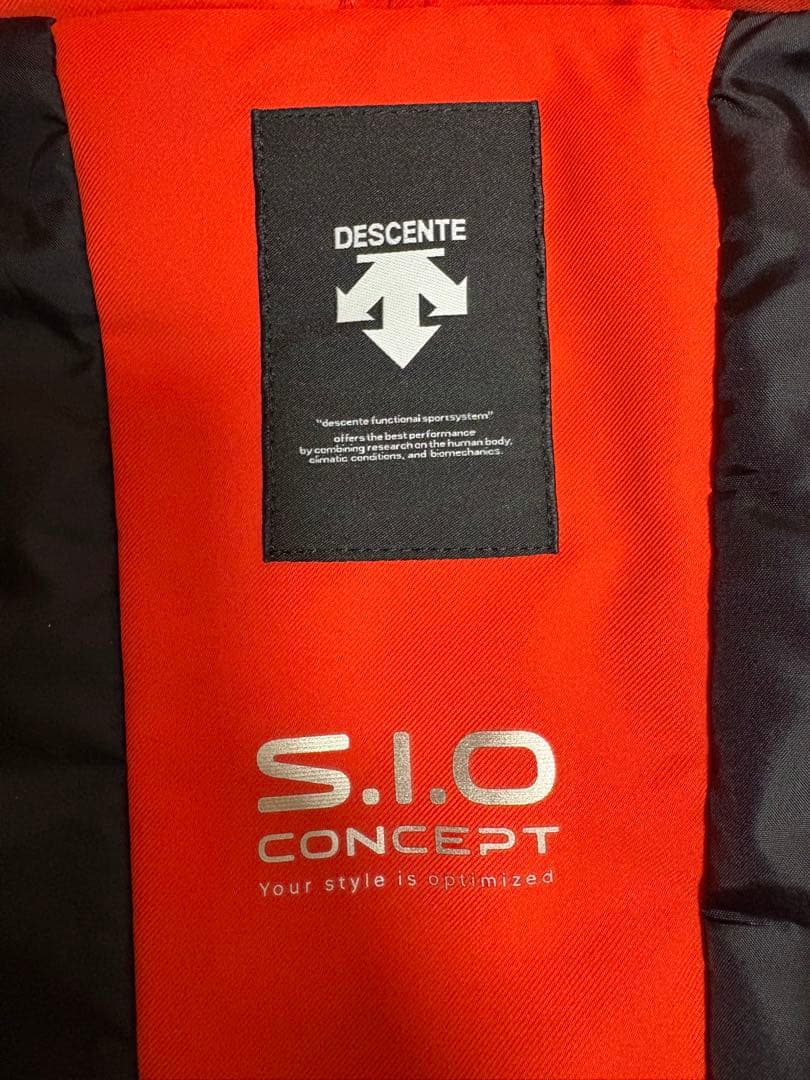 DESCENTE
"descente functional sportsystem"
offers the best performance
by combining research on the human body,
climatic conditions, and biomechanics.
S.I.O
CONCEPT
Your style is optimized